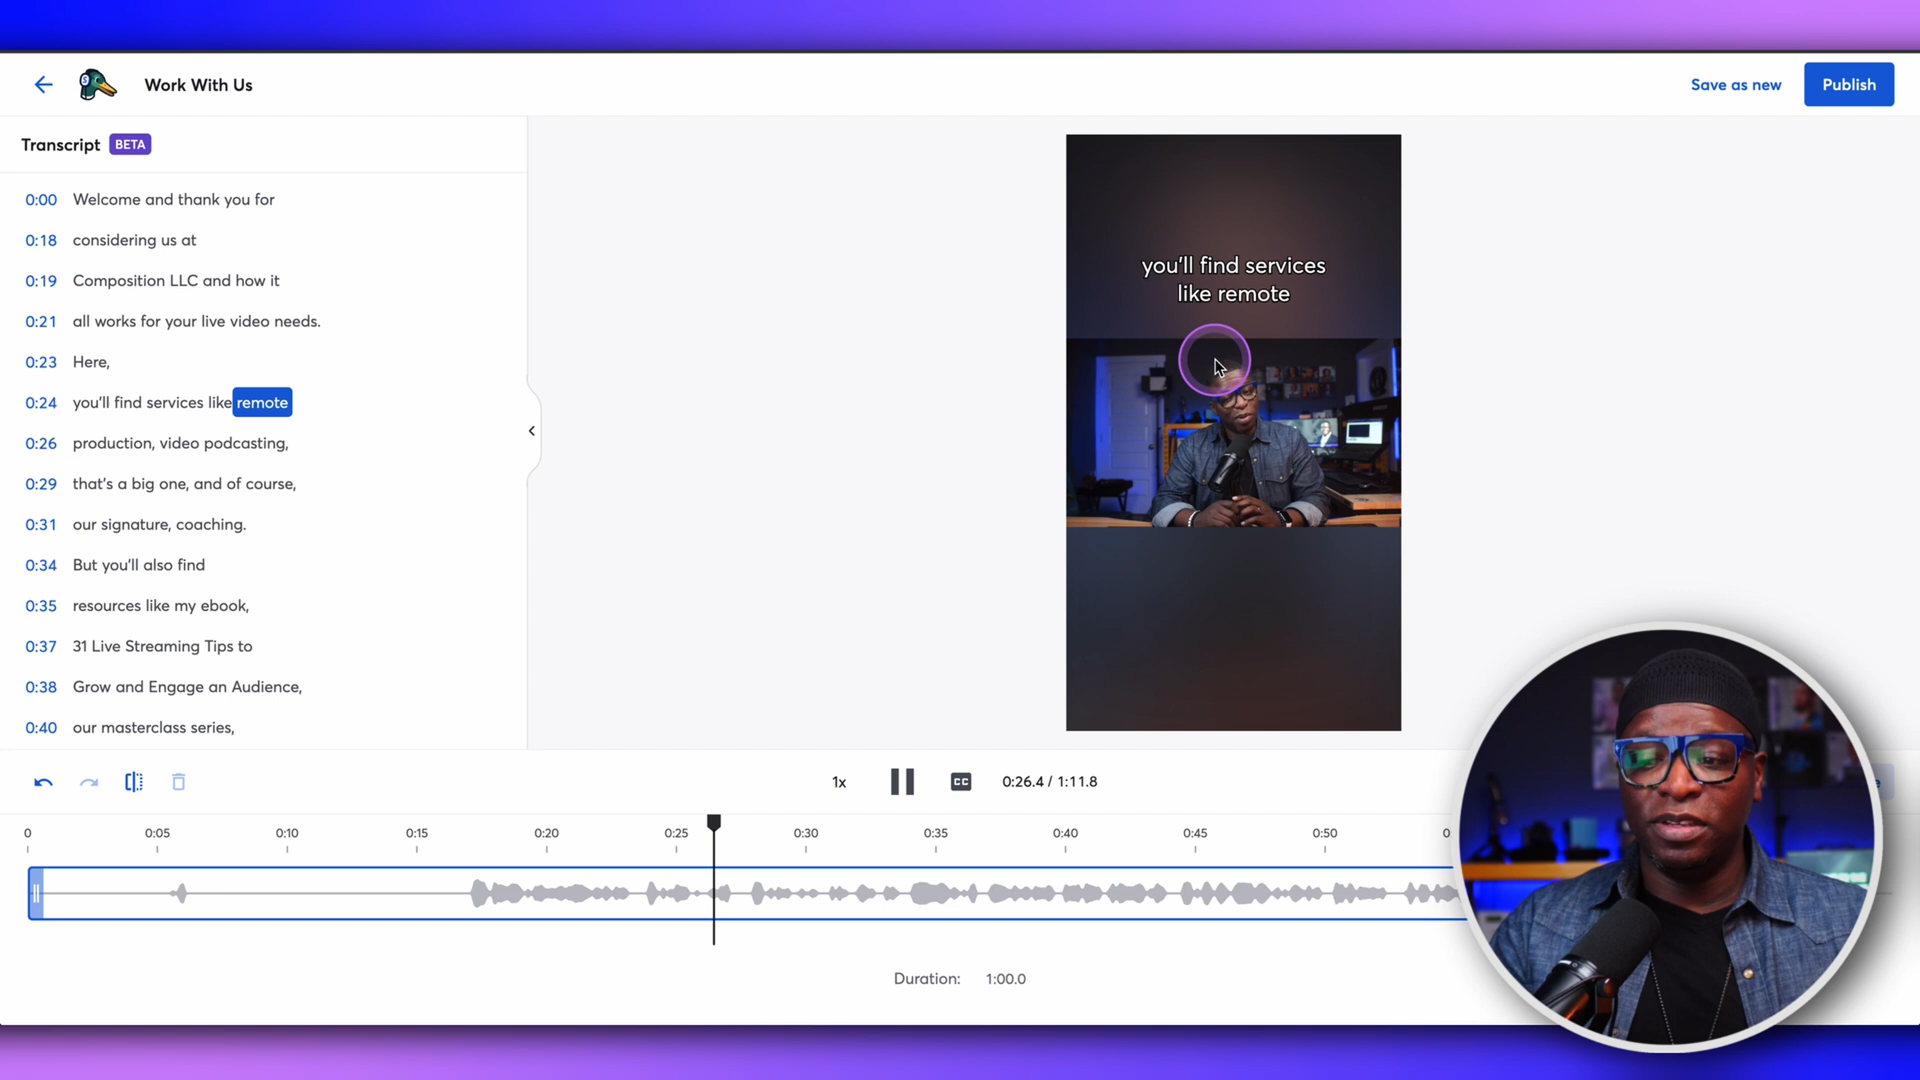 Work With Us
Save as new
Publish
Transcript BETA
0:00 Welcome and thank you for
0:18 considering us at
0:19 Composition LLC and how it
0:21 all works for your live video needs.
0:23 Here,
0:24 you'll find services like remote
0:26 production, video podcasting,
0:29 that's a big one, and of course,
0:31 our signature, coaching.
0:34 But you'll also find
0:35 resources like my ebook,
0:37 31 Live Streaming Tips to
0:38 Grow and Engage an Audience,
0:40 our masterclass series,
you'll find services
like remote
1x
CC
0:26.4 / 1:11.8
0 0:05 0:10 0:15 0:20 0:25 0:30 0:35 0:40 0:45 0:50
Duration: 1:00.0